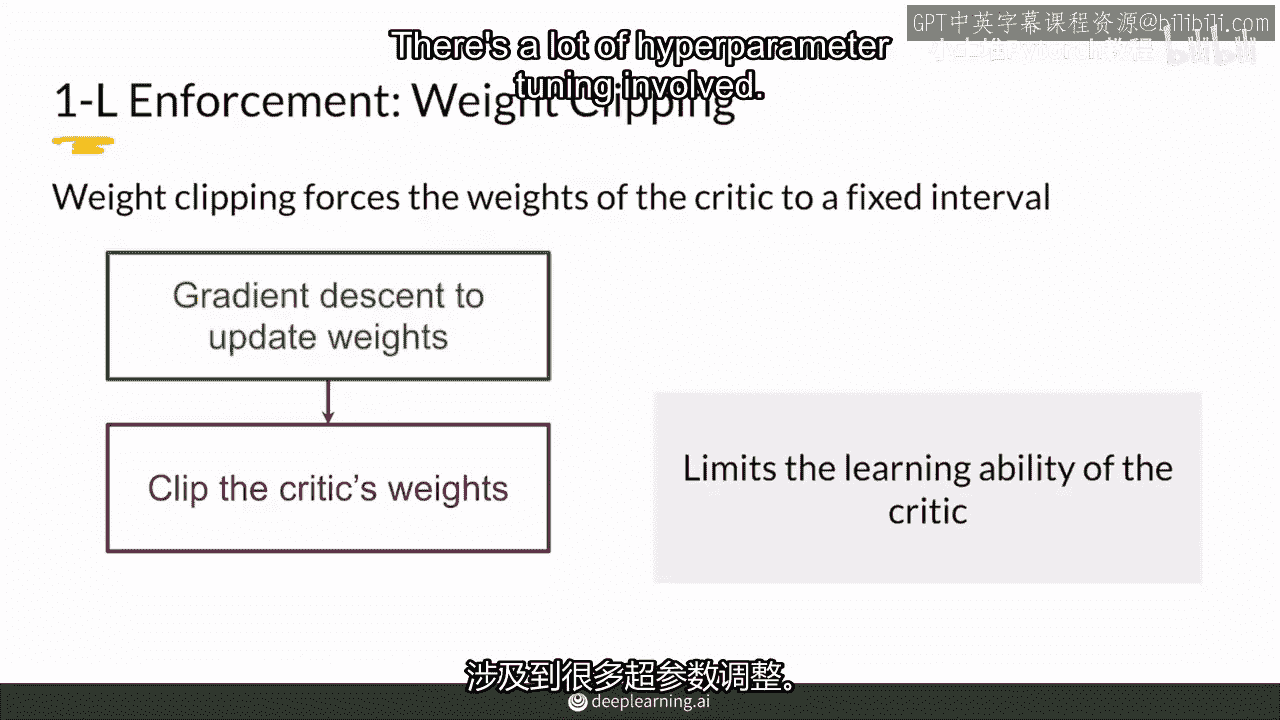 GPT中英字幕课程资源@bilibili.com
There's a lot of hyperparameter
tuning involved.
bilibili
1-L Enforcement: Weight Clipping
Weight clipping forces the weights of the critic to a fixed interval
Gradient descent to
update weights
Clip the critic's weights
Limits the learning ability of the
critic
涉及到很多超参数调整。
deeplearning.ai